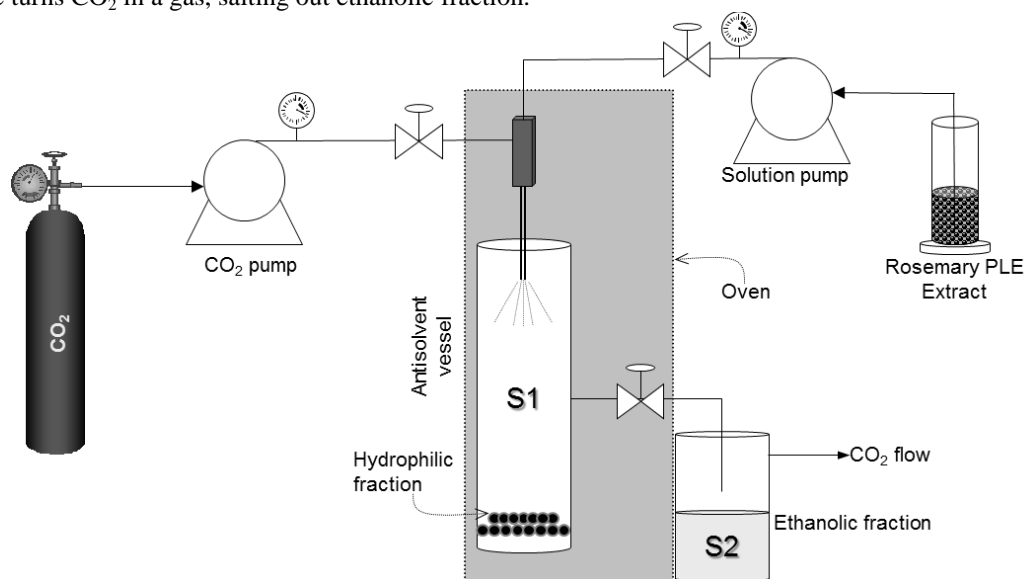 e turns CO₂ in a gas, salting out ethanolic fraction.
Solution pump
Rosemary PLE
Extract
CO₂ pump
Oven
CO₂
Antisolvent
vessel
S1
Hydrophilic
fraction
CO₂ flow
Ethanolic fraction
S2